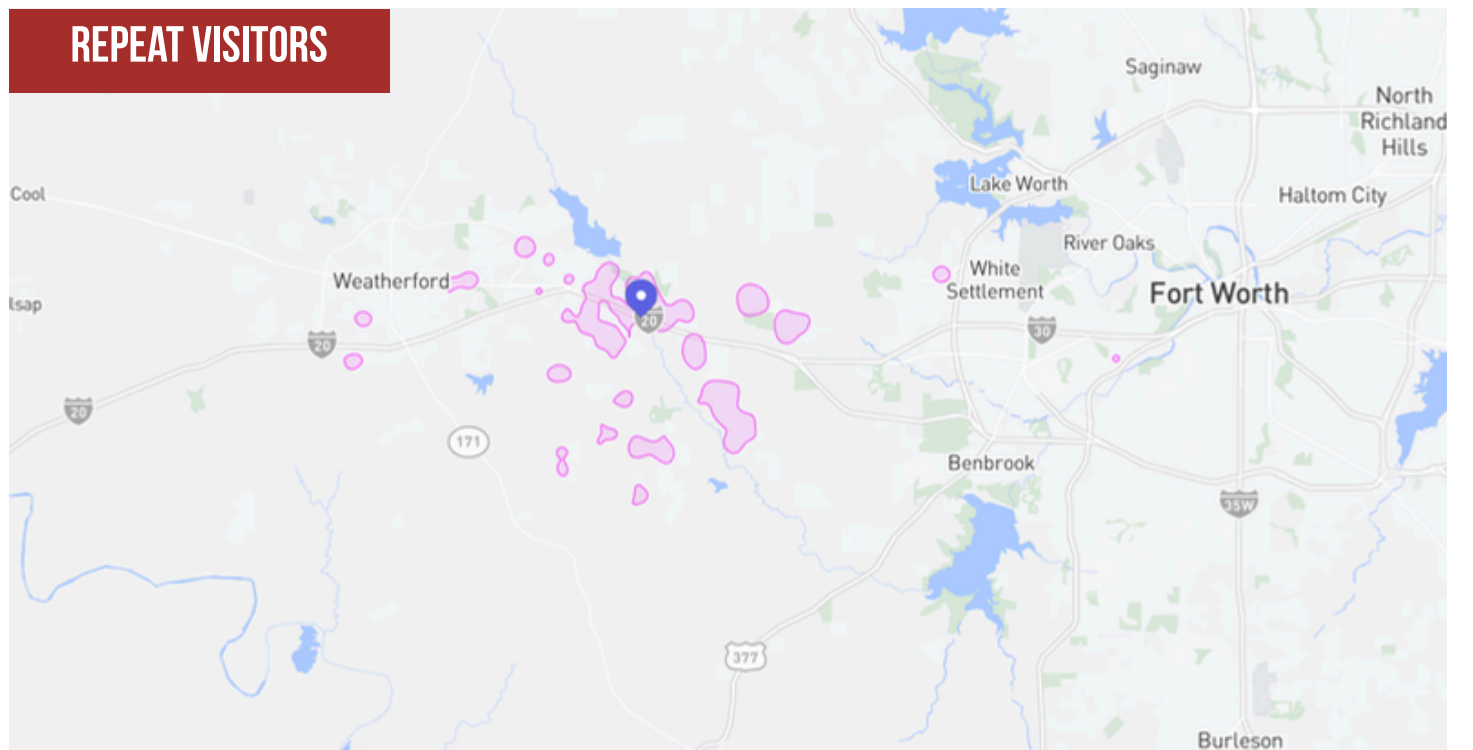 REPEAT VISITORS
Saginaw
North
Richland
Hills
Cool
Lake Worth
Haltom City
River Oaks
Weatherford
White
Settlement
Fort Worth
lsap
20
30
20
20
171
Benbrook
35W
377
Burleson